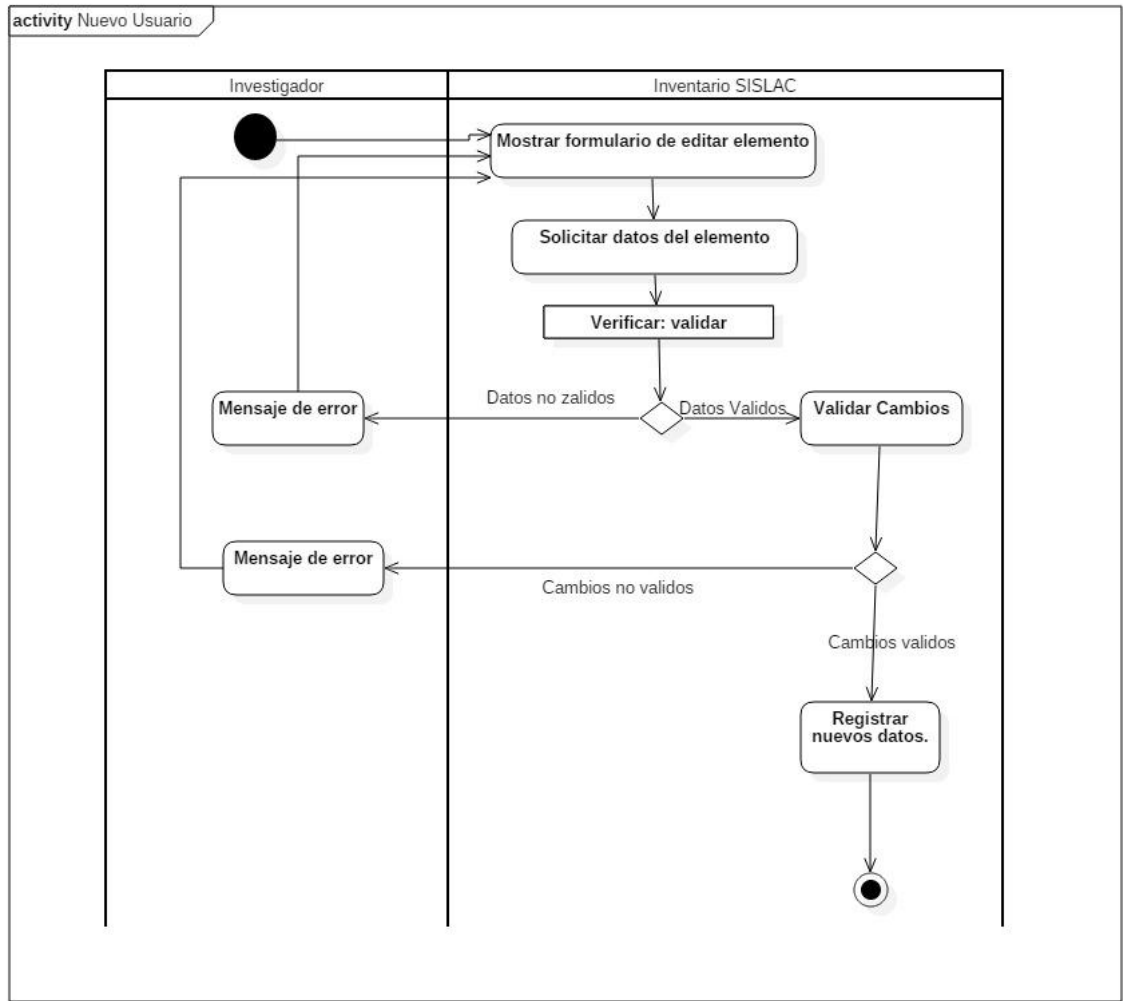 activity Nuevo Usuario
Investigador
Inventario SISLAC
Mostrar formulario de editar elemento
Solicitar datos del elemento
Verificar: validar
Datos no zalidos
Datos Validos
Mensaje de error
Validar Cambios
Mensaje de error
Cambios no validos
Cambios validos
Registrar
nuevos datos.